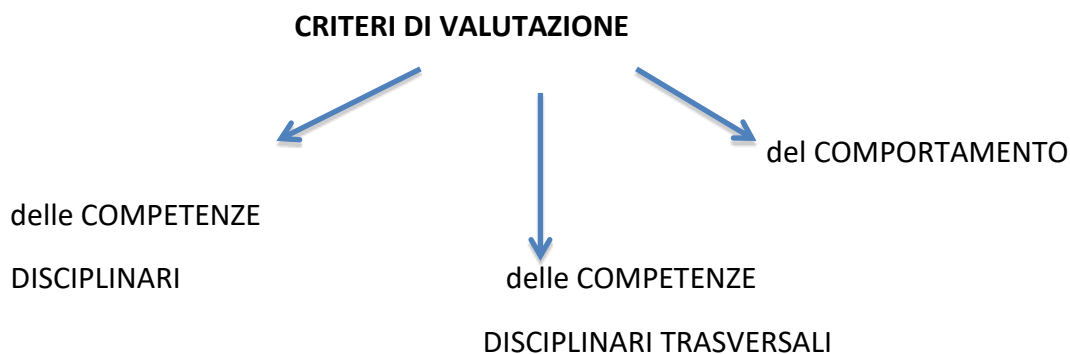 CRITERI DI VALUTAZIONE
del COMPORTAMENTO
delle COMPETENZE
DISCIPLINARI
delle COMPETENZE
DISCIPLINARI TRASVERSALI